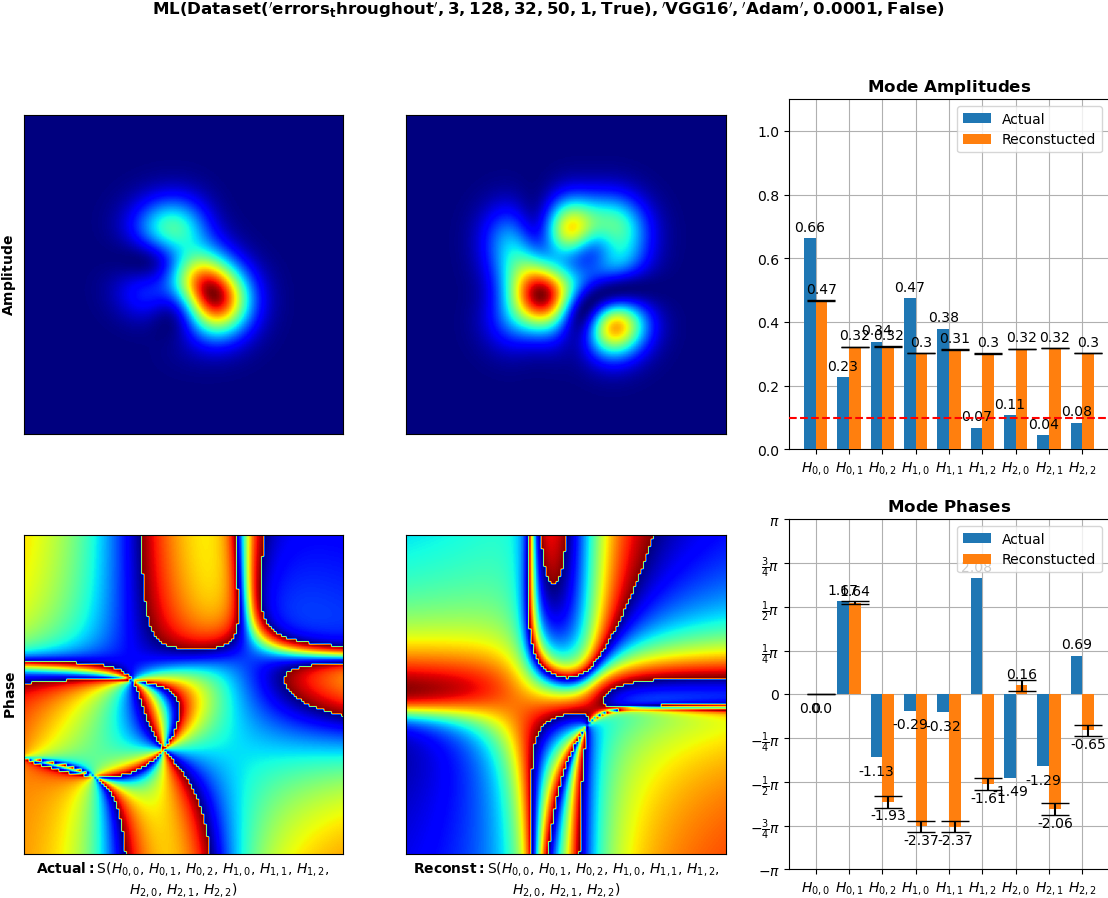 ML(Dataset('errors_throughout', 3, 128, 32, 50, 1, True), 'VGG16', 'Adam', 0.0001, False)
Mode Amplitudes
Actual
Reconstucted
1.0
0.8
0.6
0.4
0.2
0.0
0.66
0.47
0.23
0.32
0.34
0.32
0.47
0.3
0.38
0.31
0.07
0.3
0.11
0.32
0.04
0.32
0.08
0.3
H0,0 H0,1 H0,2 H1,0 H1,1 H1,2 H2,0 H2,1 H2,2
Amplitude
Mode Phases
Actual
Reconstucted
π
3/4π
1/2π
1/4π
0
−1/4π
−1/2π
−3/4π
−π
0.0
0.0
1.67
1.64
-1.13
-1.93
-0.29
-2.37
-0.32
-2.37
2.08
-1.61
-1.49
0.16
-1.29
-2.06
0.69
-0.65
H0,0 H0,1 H0,2 H1,0 H1,1 H1,2 H2,0 H2,1 H2,2
Phase
Actual: S(H0,0, H0,1, H0,2, H1,0, H1,1, H1,2,
H2,0, H2,1, H2,2)
Reconst: S(H0,0, H0,1, H0,2, H1,0, H1,1, H1,2,
H2,0, H2,1, H2,2)